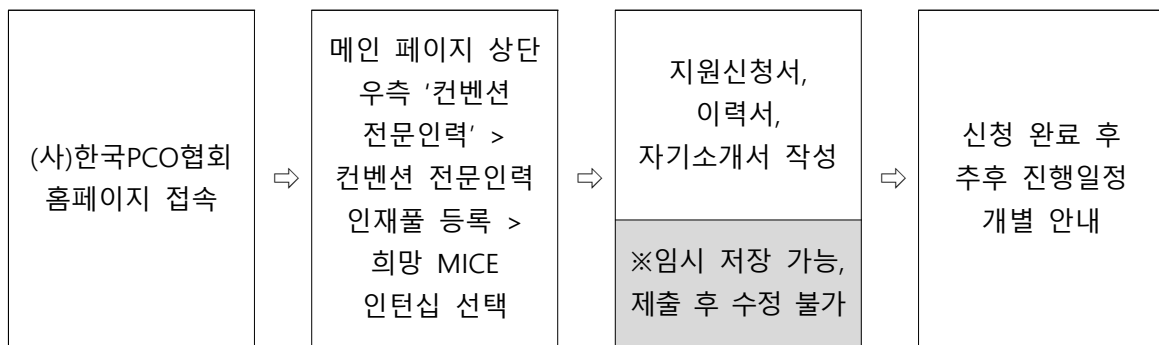 (사)한국PCO협회
홈페이지 접속
⇨
메인 페이지 상단
우측 ‘컨벤션
전문인력’ >
컨벤션 전문인력
인재풀 등록 >
희망 MICE
인턴십 선택
⇨
지원신청서,
이력서,
자기소개서 작성
※임시 저장 가능,
제출 후 수정 불가
⇨
신청 완료 후
추후 진행일정
개별 안내